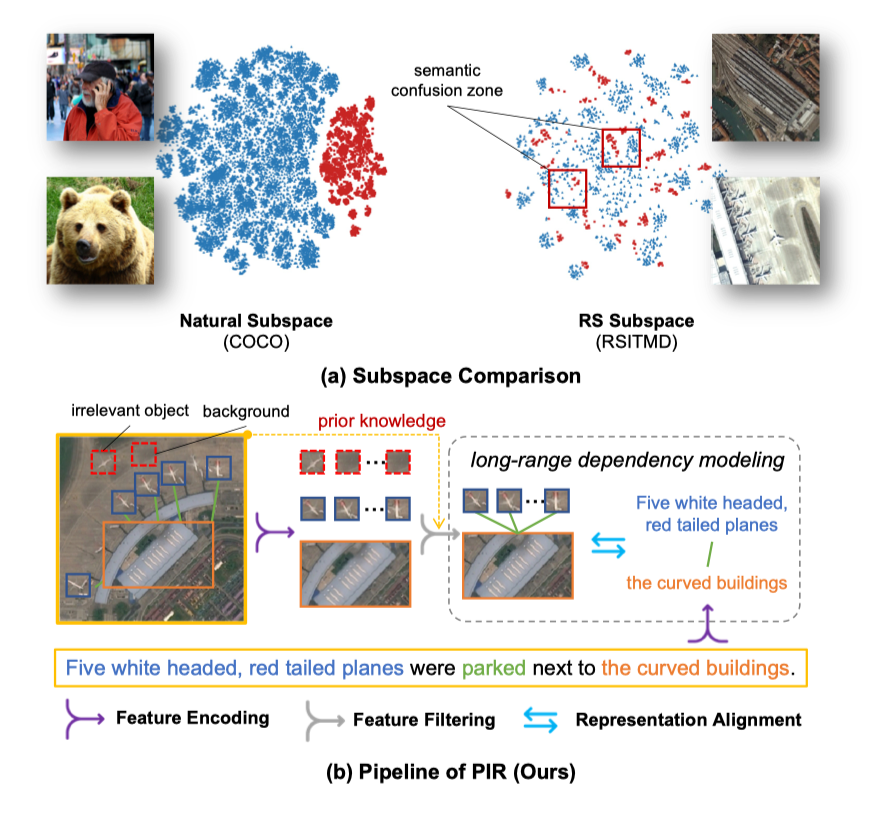 semantic
confusion zone
Natural Subspace
(COCO)
RS Subspace
(RSITMD)
(a) Subspace Comparison
irrelevant object
background
prior knowledge
long-range dependency modeling
Five white headed,
red tailed planes
the curved buildings
Five white headed, red tailed planes were parked next to the curved buildings.
Feature Encoding
Feature Filtering
Representation Alignment
(b) Pipeline of PIR (Ours)